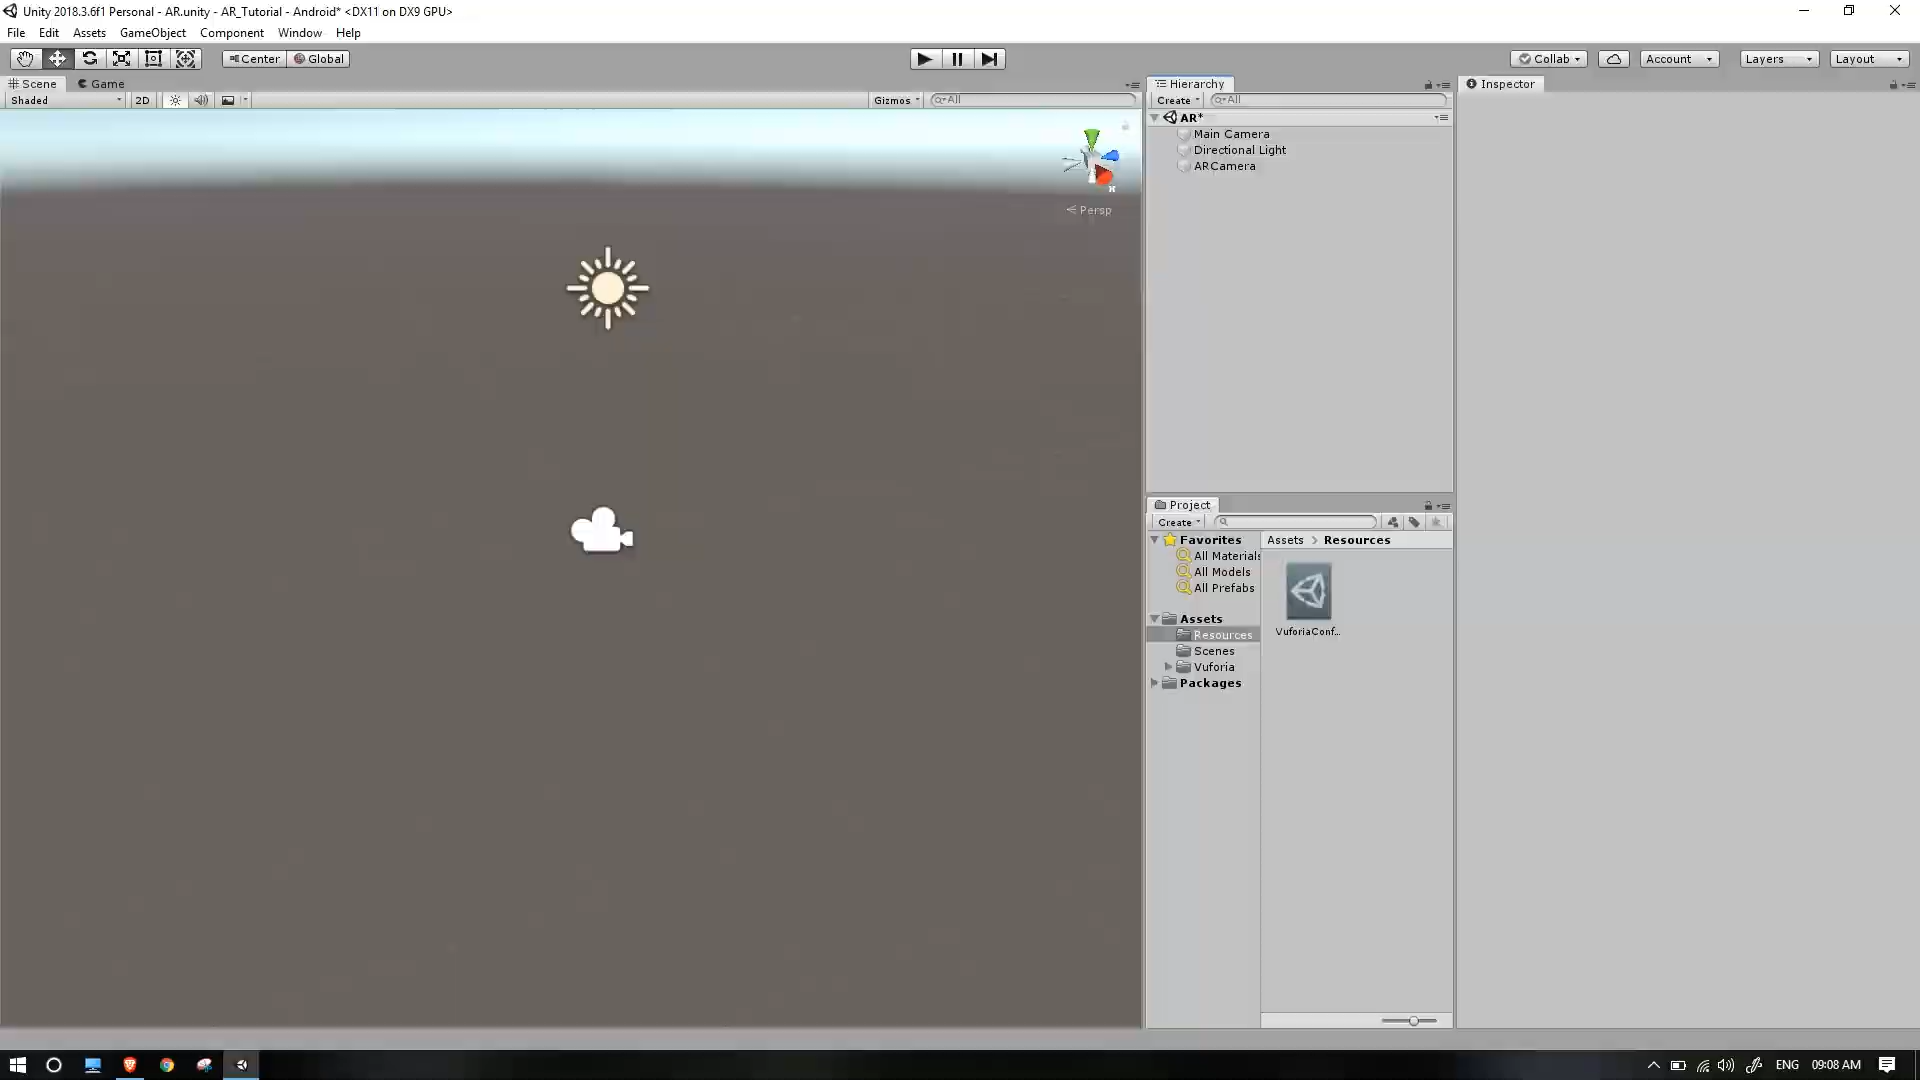 Unity 2018.3.6f1 Personal - AR.unity - AR_Tutorial - Android* <DX11 on DX9 GPU>
File Edit Assets GameObject Component Window Help
Center Global Collab Account Layers Layout
Scene Game Hierarchy Inspector
Shaded 2D Gizmos All Create All
AR*
Main Camera
Directional Light
ARCamera
x
Persp
Project
Create
Favorites Assets > Resources
All Materials
All Models
All Prefabs
Assets
Resources VuforiaConf...
Scenes
Vuforia
Packages
ENG 09:08 AM